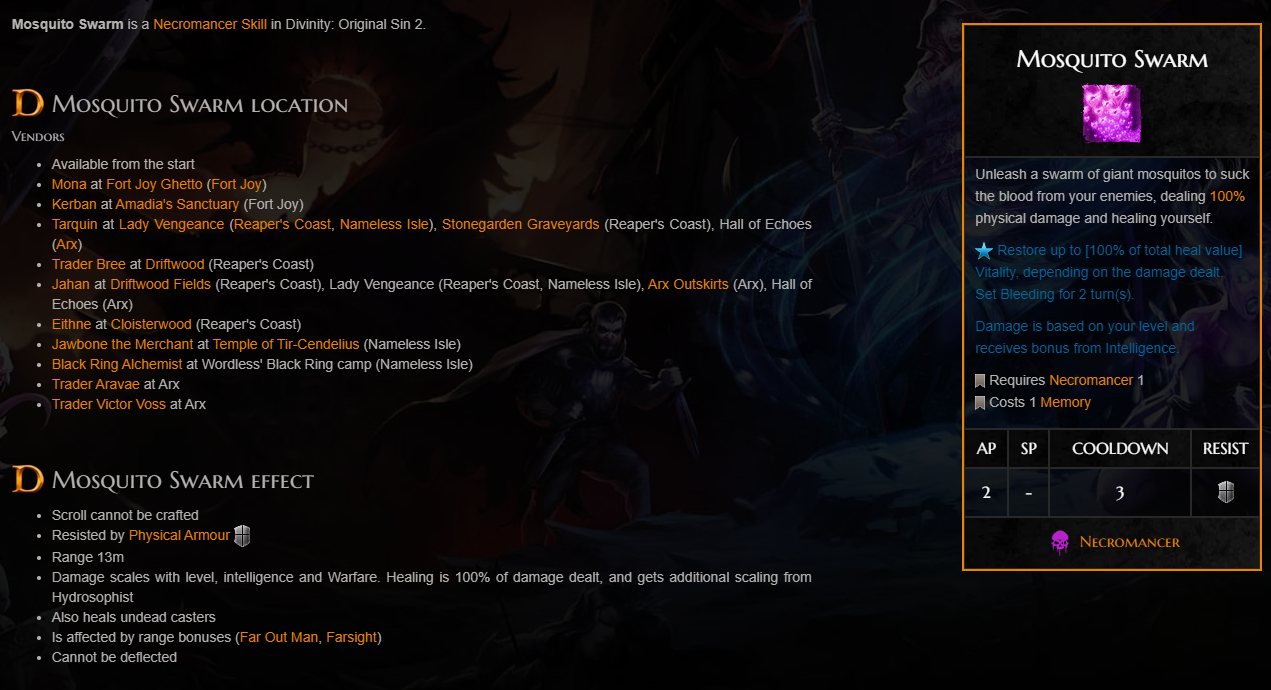 Mosquito Swarm is a Necromancer Skill in Divinity: Original Sin 2.
Mosquito Swarm location
Vendors
Available from the start
Mona at Fort Joy Ghetto (Fort Joy)
Kerban at Amadia's Sanctuary (Fort Joy)
Tarquin at Lady Vengeance (Reaper's Coast, Nameless Isle), Stonegarden Graveyards (Reaper's Coast), Hall of Echoes
(Arx)
Trader Bree at Driftwood (Reaper's Coast)
Jahan at Driftwood Fields (Reaper's Coast), Lady Vengeance (Reaper's Coast, Nameless Isle), Arx Outskirts (Arx), Hall of
Echoes (Arx)
Eithne at Cloisterwood (Reaper's Coast)
Jawbone the Merchant at Temple of Tir-Cendelius (Nameless Isle)
Black Ring Alchemist at Wordless' Black Ring camp (Nameless Isle)
Trader Aravae at Arx
Trader Victor Voss at Arx
Mosquito Swarm effect
Scroll cannot be crafted
Resisted by Physical Armour
Range 13m
Damage scales with level, intelligence and Warfare. Healing is 100% of damage dealt, and gets additional scaling from
Hydrosophist
Also heals undead casters
Is affected by range bonuses (Far Out Man, Farsight)
Cannot be deflected
Mosquito Swarm
Unleash a swarm of giant mosquitos to suck
the blood from your enemies, dealing 100%
physical damage and healing yourself.
Restore up to [100% of total heal value]
Vitality, depending on the damage dealt.
Set Bleeding for 2 turn(s).
Damage is based on your level and
receives bonus from Intelligence.
Requires Necromancer 1
Costs 1 Memory
AP SP COOLDOWN RESIST
2 - 3
Necromancer